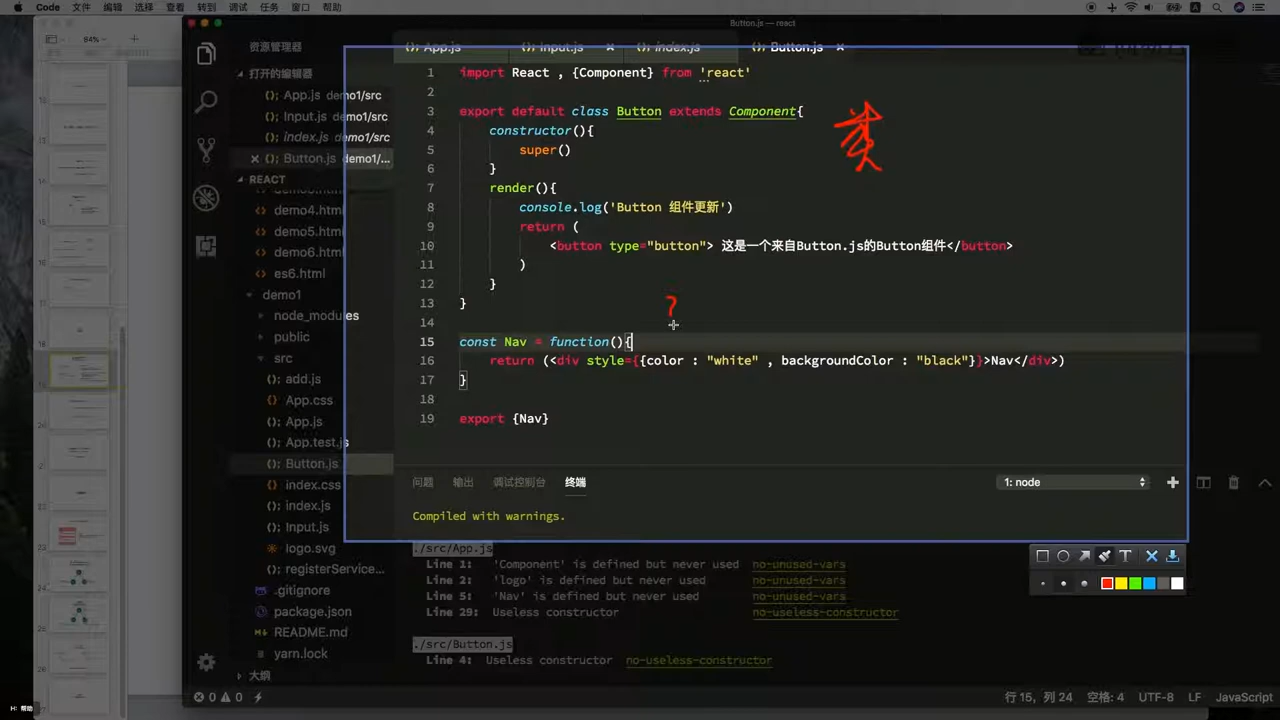 Code 文件 编辑 选择 查看 转到 调试 任务 窗口 帮助
Button.js — react
64%
资源管理器
App.js Input.js index.js Button.js
打开的编辑器
App.js demo1/src
Input.js demo1/src
index.js demo1/src
Button.js demo1/...
REACT
demo3.html
demo4.html
demo5.html
demo6.html
es6.html
demo1
node_modules
public
src
add.js
App.css
App.js
App.test.js
Button.js
index.css
index.js
Input.js
logo.svg
registerService...
.gitignore
package.json
README.md
yarn.lock
大纲
1 import React , {Component} from 'react'
2
3 export default class Button extends Component{
4 constructor(){
5 super()
6 }
7 render(){
8 console.log('Button 组件更新')
9 return (
10 <button type="button"> 这是一个来自Button.js的Button组件</button>
11 )
12 }
13 }
14
15 const Nav = function(){
16 return (<div style={{color : "white" , backgroundColor : "black"}}>Nav</div>)
17 }
18
19 export {Nav}
类
?
问题 输出 调试控制台 终端
1: node
Compiled with warnings.
./src/App.js
Line 1: 'Component' is defined but never used no-unused-vars
Line 2: 'logo' is defined but never used no-unused-vars
Line 5: 'Nav' is defined but never used no-unused-vars
Line 29: Useless constructor no-useless-constructor
./src/Button.js
Line 4: Useless constructor no-useless-constructor
T
0 0
行 15，列 24 空格: 4 UTF-8 LF JavaScript
H: 帮助